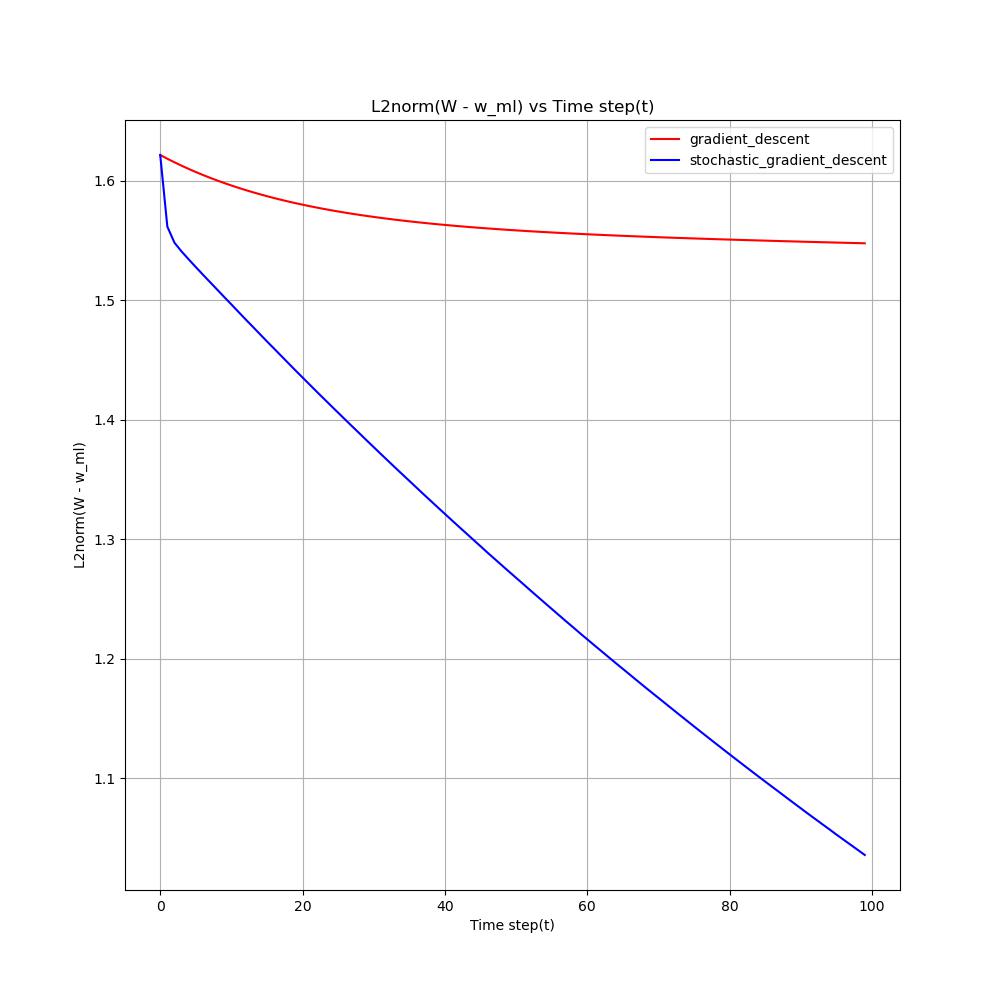 L2norm(W - w_ml) vs Time step(t)
gradient_descent
stochastic_gradient_descent
L2norm(W - w_ml)
1.6
1.5
1.4
1.3
1.2
1.1
0 20 40 60 80 100
Time step(t)